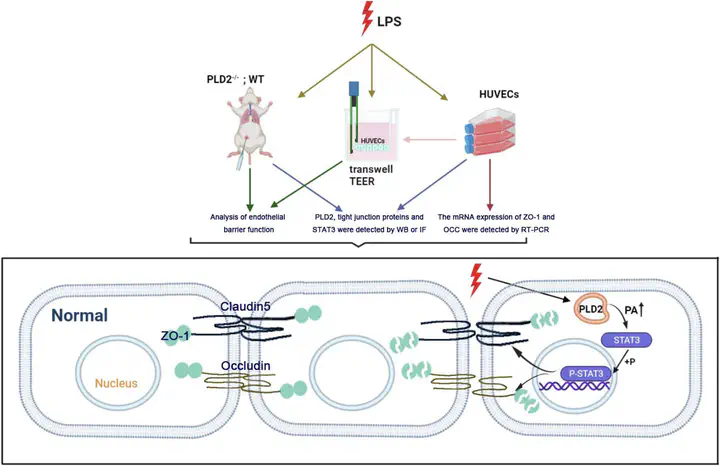 LPS
PLD2-/- ; WT
HUVECs
HUVECs
transwell
TEER
Analysis of endothelial
barrier function
PLD2, tight junction proteins and
STAT3 were detected by WB or IF
The mRNA expression of ZO-1 and
OCC were detected by RT-PCR
Normal
Claudin5
ZO-1
Occludin
Nucleus
PLD2
PA↑
STAT3
+P
P-STAT3